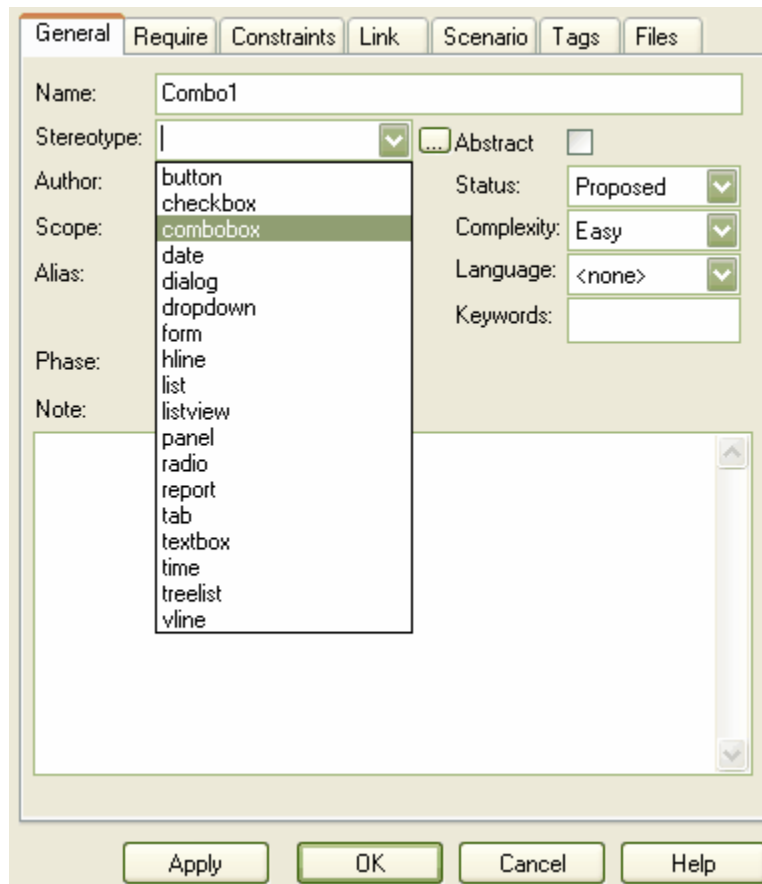 General Require Constraints Link Scenario Tags Files
Name: Combo1
Stereotype: ... Abstract
Author: button Status: Proposed
checkbox
Scope: combobox Complexity: Easy
date
Alias: dialog Language: <none>
dropdown Keywords:
form
Phase: hline
list
Note: listview
panel
radio
report
tab
textbox
time
treelist
vline
Apply OK Cancel Help